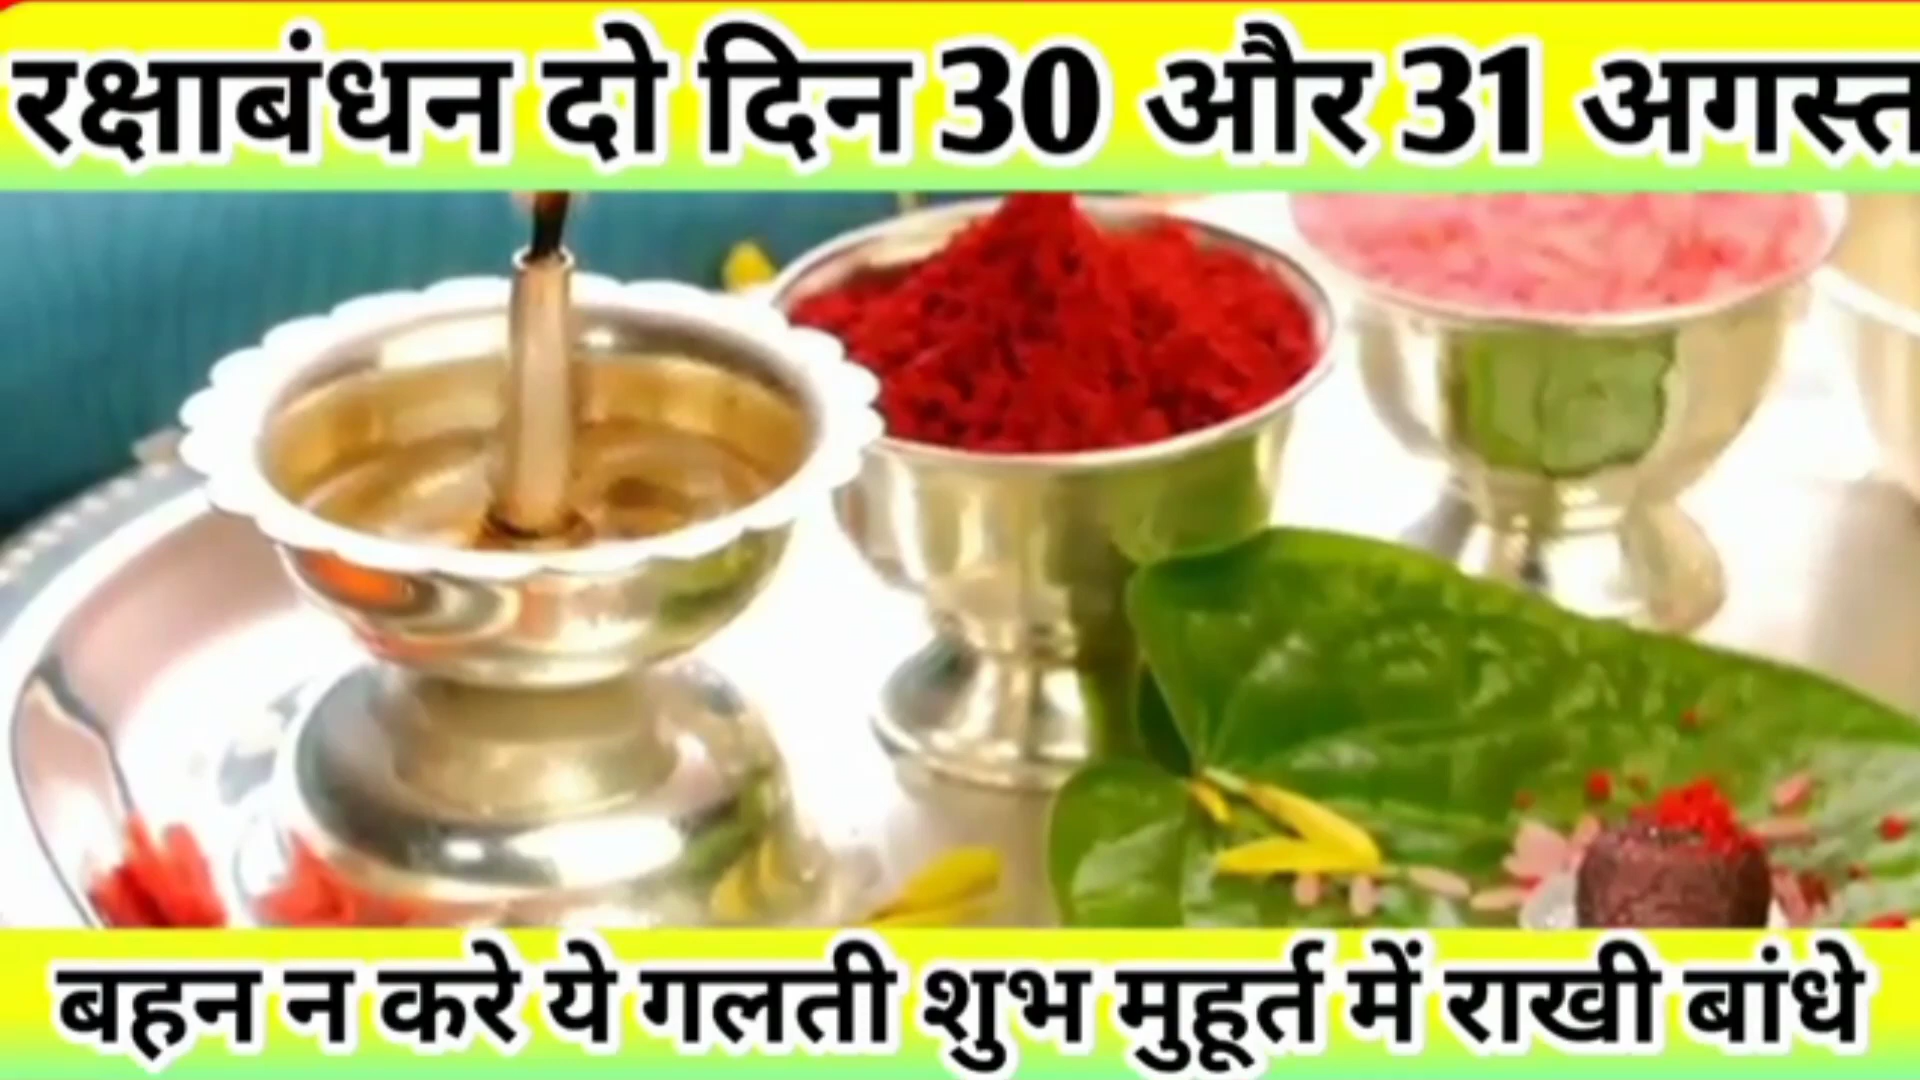 रक्षाबंधन दो दिन 30 और 31 अगस्त
बहन न करे ये गलती शुभ मुहूर्त में राखी बांधे